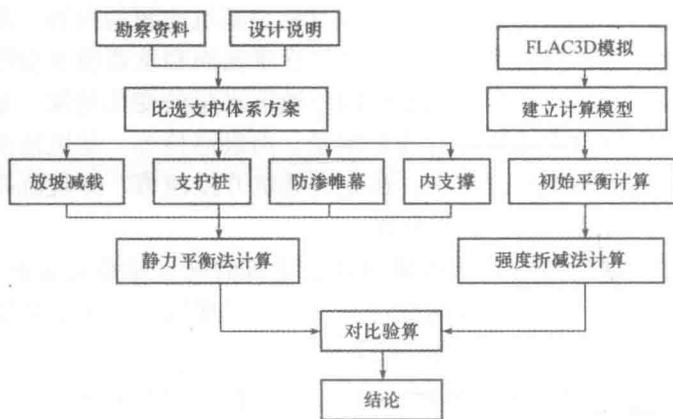 勘察资料
设计说明
FLAC3D模拟
比选支护体系方案
建立计算模型
放坡减载
支护桩
防渗帷幕
内支撑
初始平衡计算
静力平衡法计算
强度折减法计算
对比验算
结论